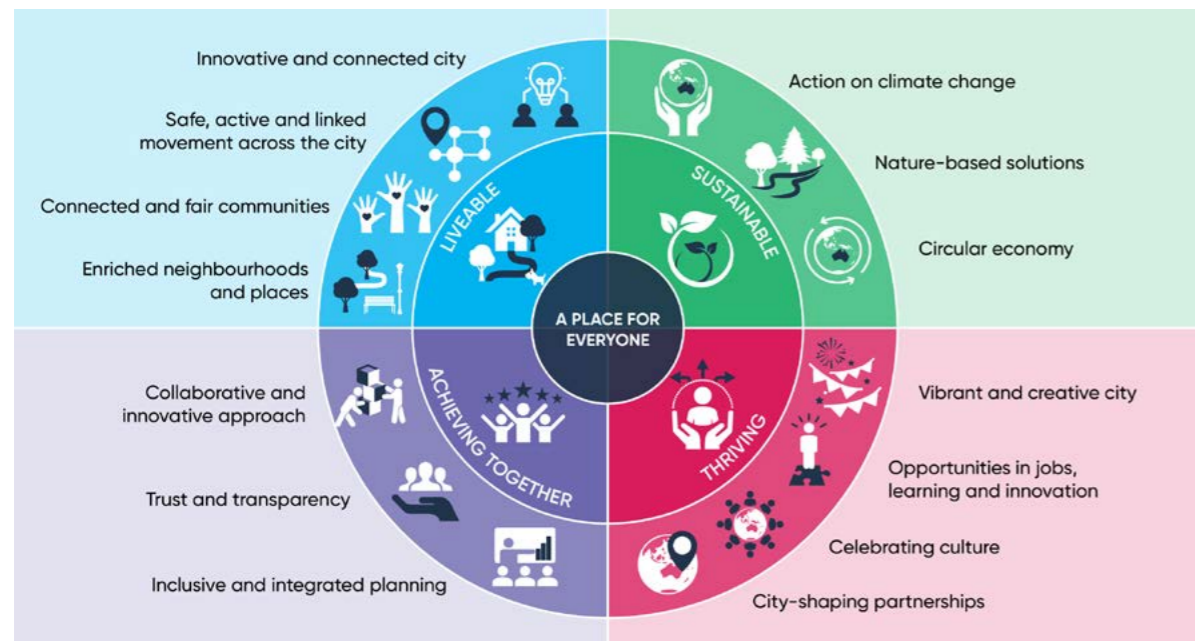 Innovative and connected city
Safe, active and linked
movement across the city
Connected and fair communities
Enriched neighbourhoods
and places
LIVEABLE
Action on climate change
Nature-based solutions
Circular economy
SUSTAINABLE
A PLACE FOR
EVERYONE
Collaborative and
innovative approach
Trust and transparency
Inclusive and integrated planning
ACHIEVING TOGETHER
Vibrant and creative city
Opportunities in jobs,
learning and innovation
Celebrating culture
City-shaping partnerships
THRIVING